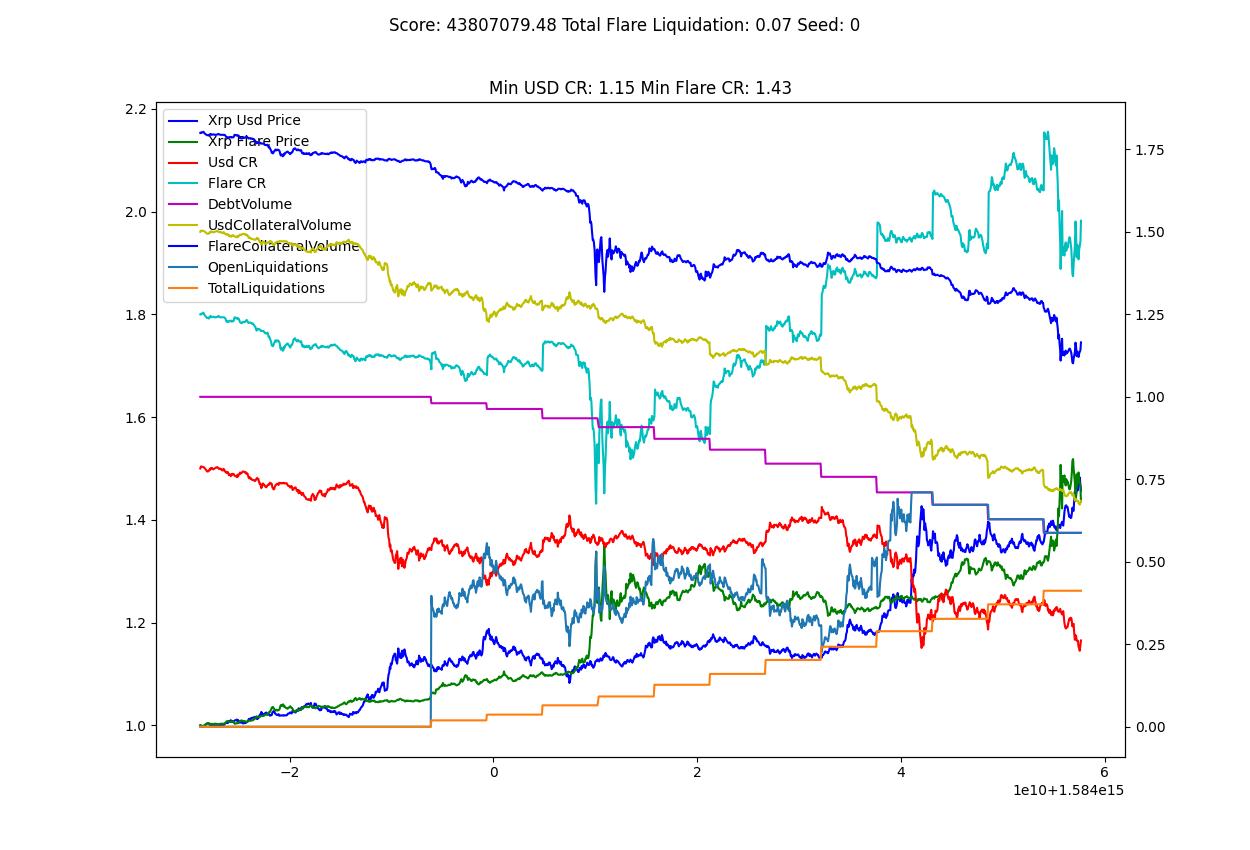 Score: 43807079.48 Total Flare Liquidation: 0.07 Seed: 0
Min USD CR: 1.15 Min Flare CR: 1.43
2.2
2.0
1.8
1.6
1.4
1.2
1.0
Xrp Usd Price
Xrp Flare Price
Usd CR
Flare CR
DebtVolume
UsdCollateralVolume
FlareCollateralVolume
OpenLiquidations
TotalLiquidations
1.75
1.50
1.25
1.00
0.75
0.50
0.25
0.00
−2 0 2 4 6
1e10+1.584e15